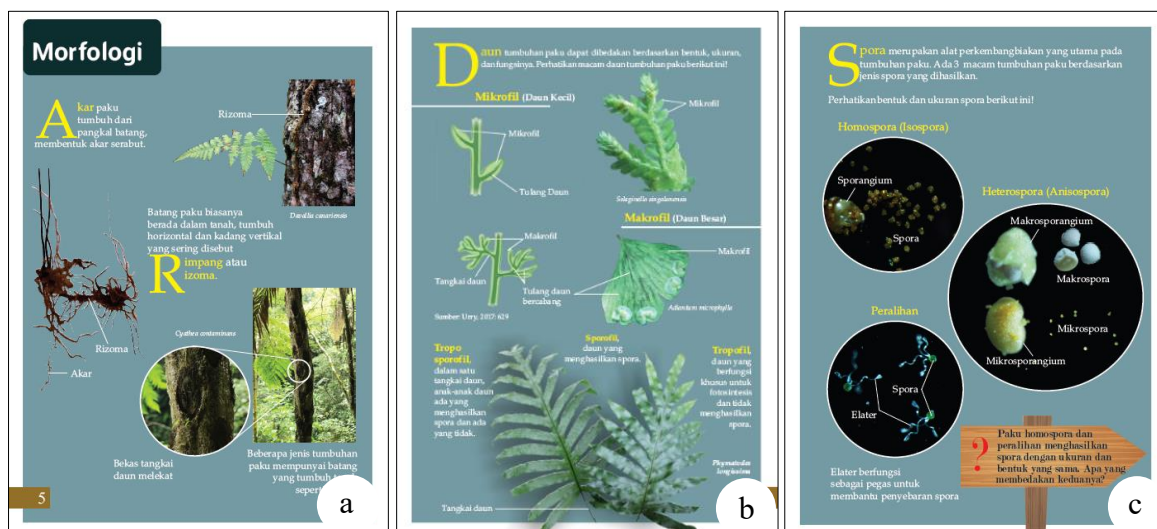 Morfologi
Akar paku
tumbuh dari
pangkal batang,
membentuk akar serabut.
Rizoma
Davallia canariensis
Batang paku biasanya
berada dalam tanah, tumbuh
horizontal dan kadang vertikal
yang sering disebut
Rimpang atau
Rizoma.
Cyathea contaminans
Rizoma
Akar
Bekas tangkai
daun melekat
Beberapa jenis tumbuhan
paku mempunyai batang
yang tumbuh
seper
5
a
Daun tumbuhan paku dapat dibedakan berdasarkan bentuk, ukuran,
dan fungsinya. Perhatikan macam daun tumbuhan paku berikut ini!
Mikrofil (Daun Kecil)
Mikrofil
Tulang Daun
Mikrofil
Selaginella singalanensis
Makrofil (Daun Besar)
Makrofil
Tangkai daun
Tulang daun
bercabang
Makrofil
Adiantum microphylla
Sumber: Urry, 2017: 629
Tropo
sporofil,
dalam satu
tangkai daun,
anak-anak daun
ada yang
menghasilkan
spora dan ada
yang tidak.
Sporofil,
daun yang
menghasilkan spora.
Tropofil,
daun yang
berfungsi
khusus untuk
fotosintesis
dan tidak
menghasilkan
spora.
Phymatodes
longissima
Tangkai daun
b
Spora merupakan alat perkembangbiakan yang utama pada
tumbuhan paku. Ada 3 macam tumbuhan paku berdasarkan
jenis spora yang dihasilkan.
Perhatikan bentuk dan ukuran spora berikut ini!
Homospora (Isospora)
Sporangium
Spora
Heterospora (Anisospora)
Makrosporangium
Makrospora
Mikrospora
Mikrosporangium
Peralihan
Spora
Elater
Elater berfungsi
sebagai pegas untuk
membantu penyebaran spora
?
Paku homospora dan
peralihan menghasilkan
spora dengan ukuran dan
bentuk yang sama. Apa yang
membedakan keduanya?
c